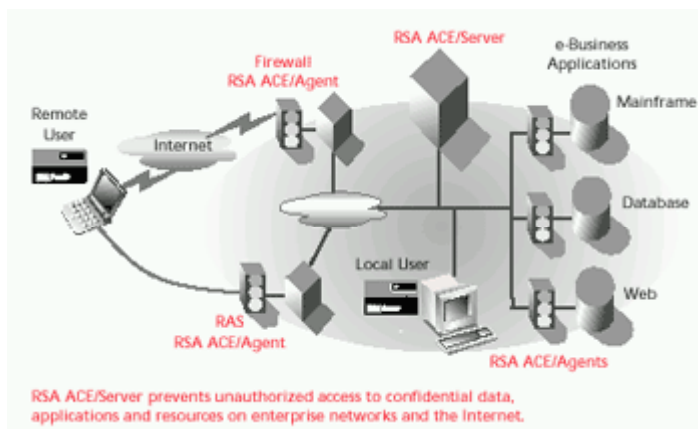 RSA ACE/Server
e-Business
Applications
Firewall
RSA ACE/Agent
Mainframe
Remote
User
Internet
Database
Local User
Web
RAS
RSA ACE/Agent
RSA ACE/Agents
RSA ACE/Server prevents unauthorized access to confidential data,
applications and resources on enterprise networks and the Internet.